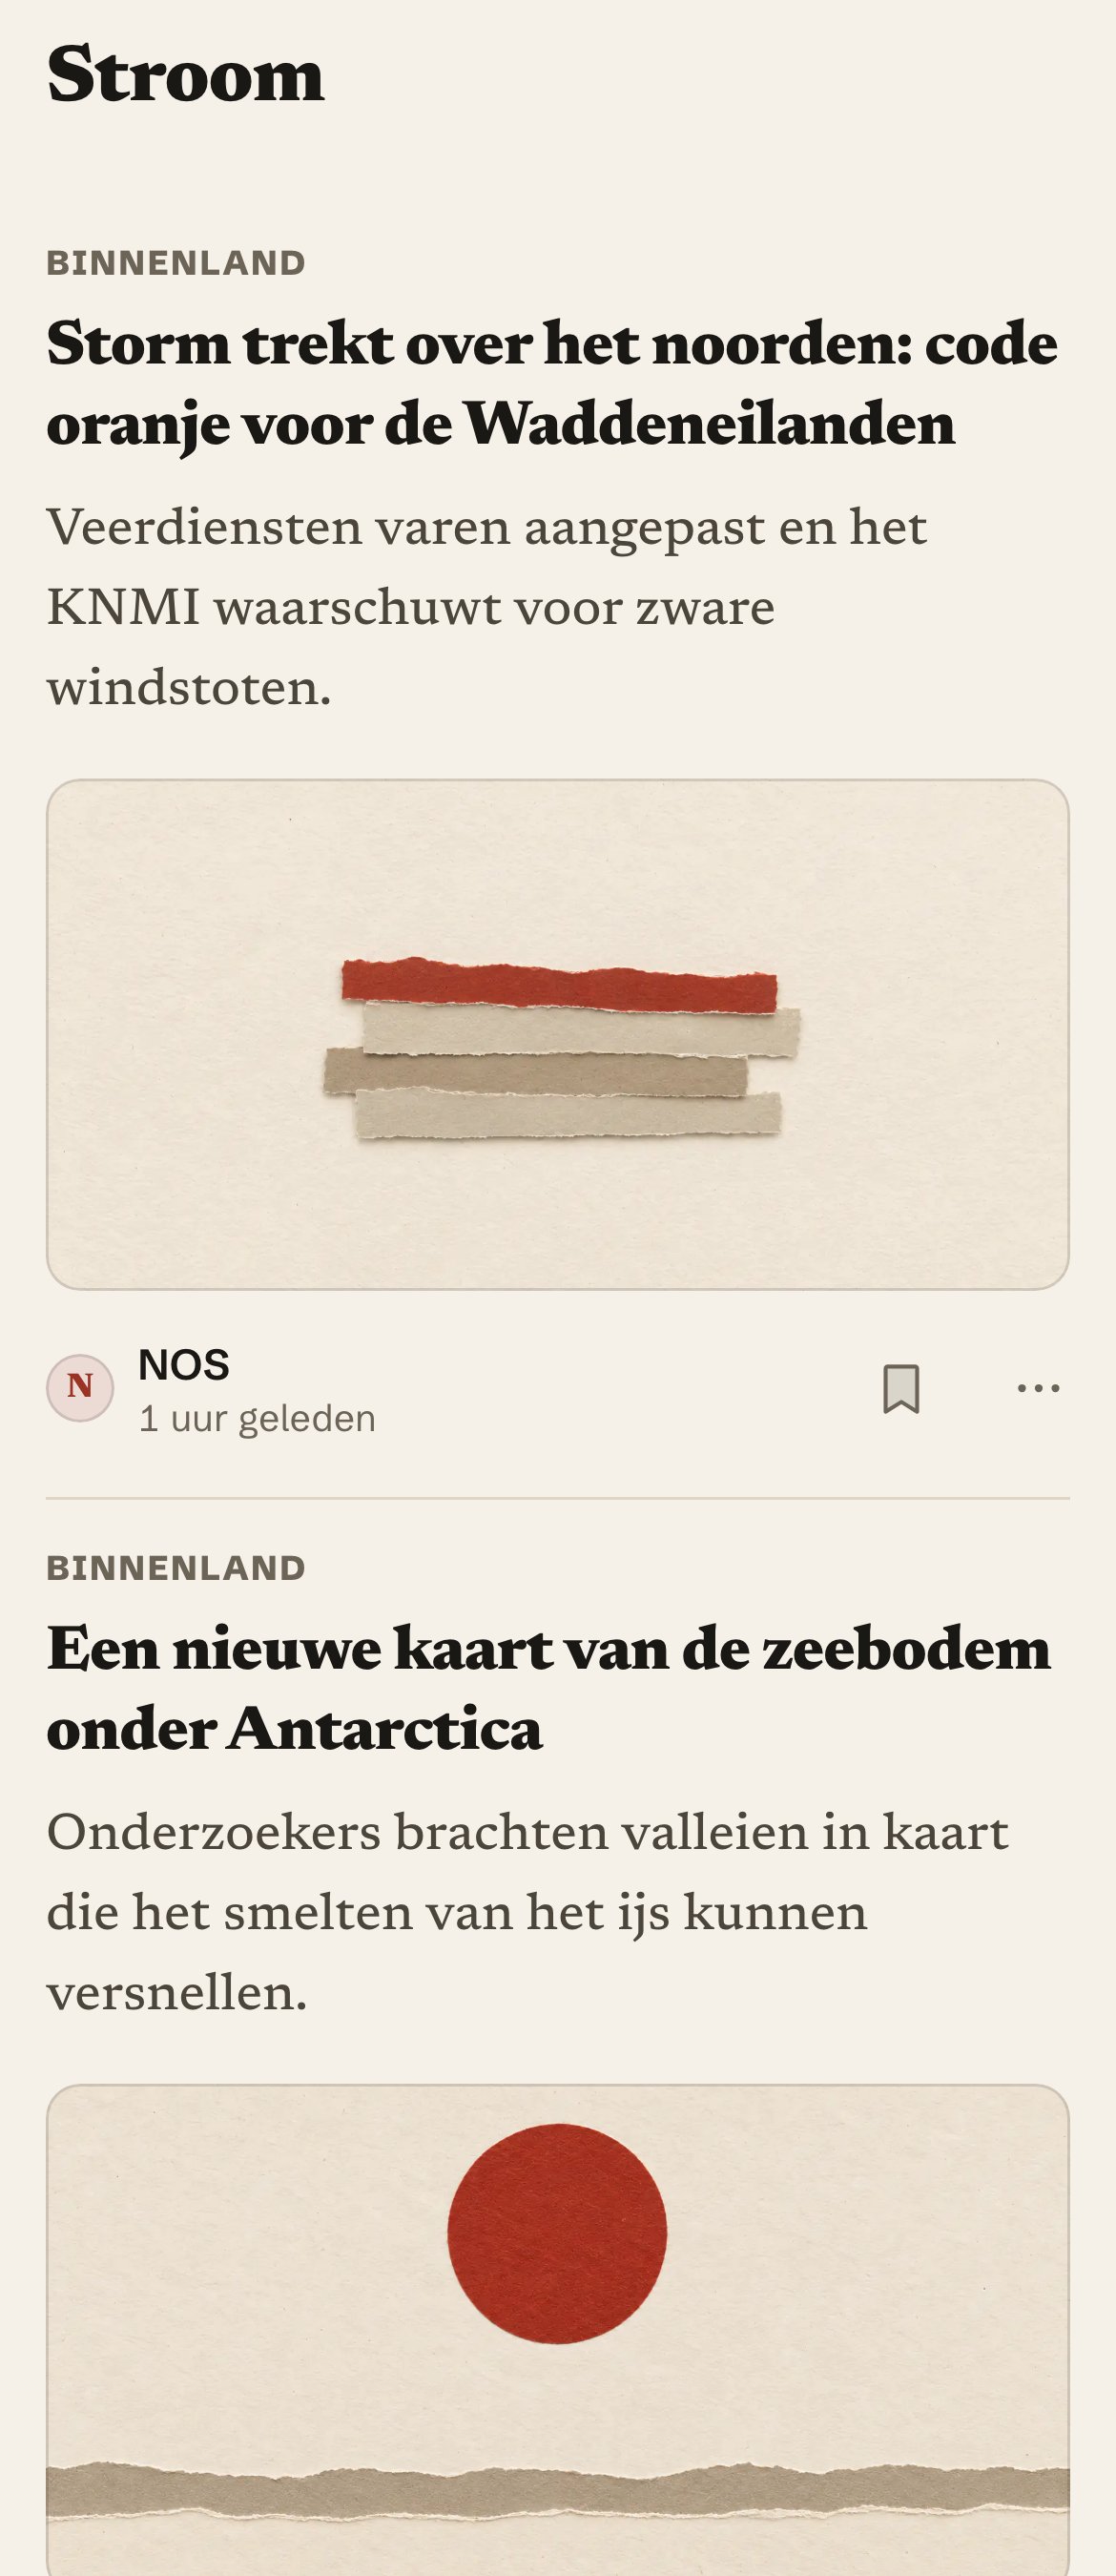 Stroom
BINNENLAND
Storm trekt over het noorden: code
oranje voor de Waddeneilanden
Veerdiensten varen aangepast en het
KNMI waarschuwt voor zware
windstoten.
N
NOS
1 uur geleden
BINNENLAND
Een nieuwe kaart van de zeebodem
onder Antarctica
Onderzoekers brachten valleien in kaart
die het smelten van het ijs kunnen
versnellen.